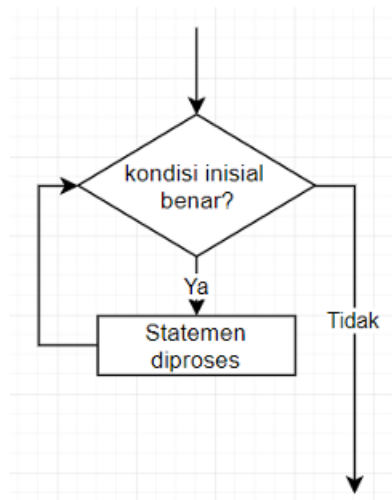 kondisi inisial
benar?
Ya
Statemen
diproses
Tidak